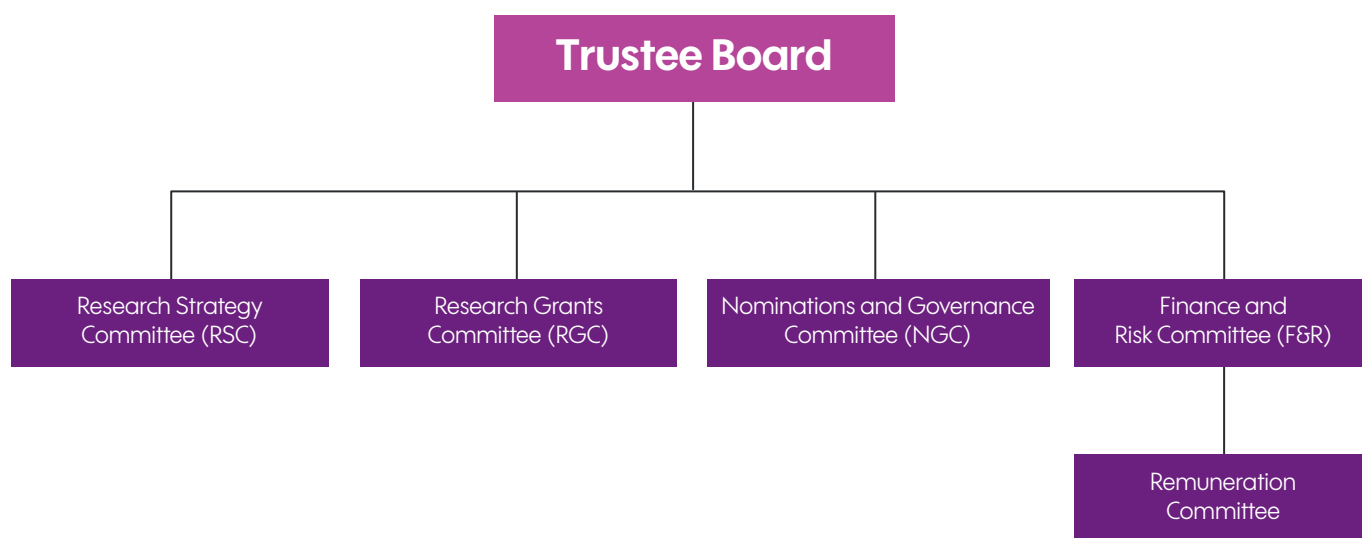 Trustee Board
Research Strategy
Committee (RSC)
Research Grants
Committee (RGC)
Nominations and Governance
Committee (NGC)
Finance and
Risk Committee (F&R)
Remuneration
Committee